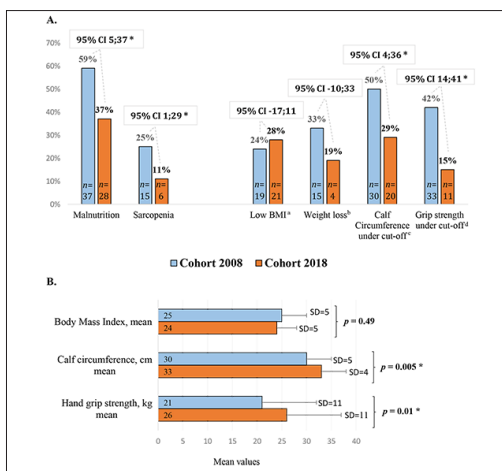 A.
95% CI 5;37 *
95% CI 4;36 *
95% CI 14;41 *
95% CI -10;33
95% CI -17;11
95% CI 1;29 *
70%
60%
50%
40%
30%
20%
10%
0%
59%
37%
25%
11%
24%
28%
33%
19%
50%
29%
42%
15%
n= n= n= n= n= n= n= n= n= n= n= n=
37 28 15 6 19 21 15 4 30 20 33 11
Malnutrition Sarcopenia Low BMI a Weight loss b Calf Grip strength
Circumference under cut-off d
under cut-off c
Cohort 2008 Cohort 2018
B.
Body Mass Index, mean
25 SD=5
24 SD=5
p = 0.49
Calf circumference, cm
mean
30 SD=5
33 SD=4
p = 0.005 *
Hand grip strength, kg
mean
21 SD=11
26 SD=11
p = 0.01 *
0 5 10 15 20 25 30 35 40
Mean values